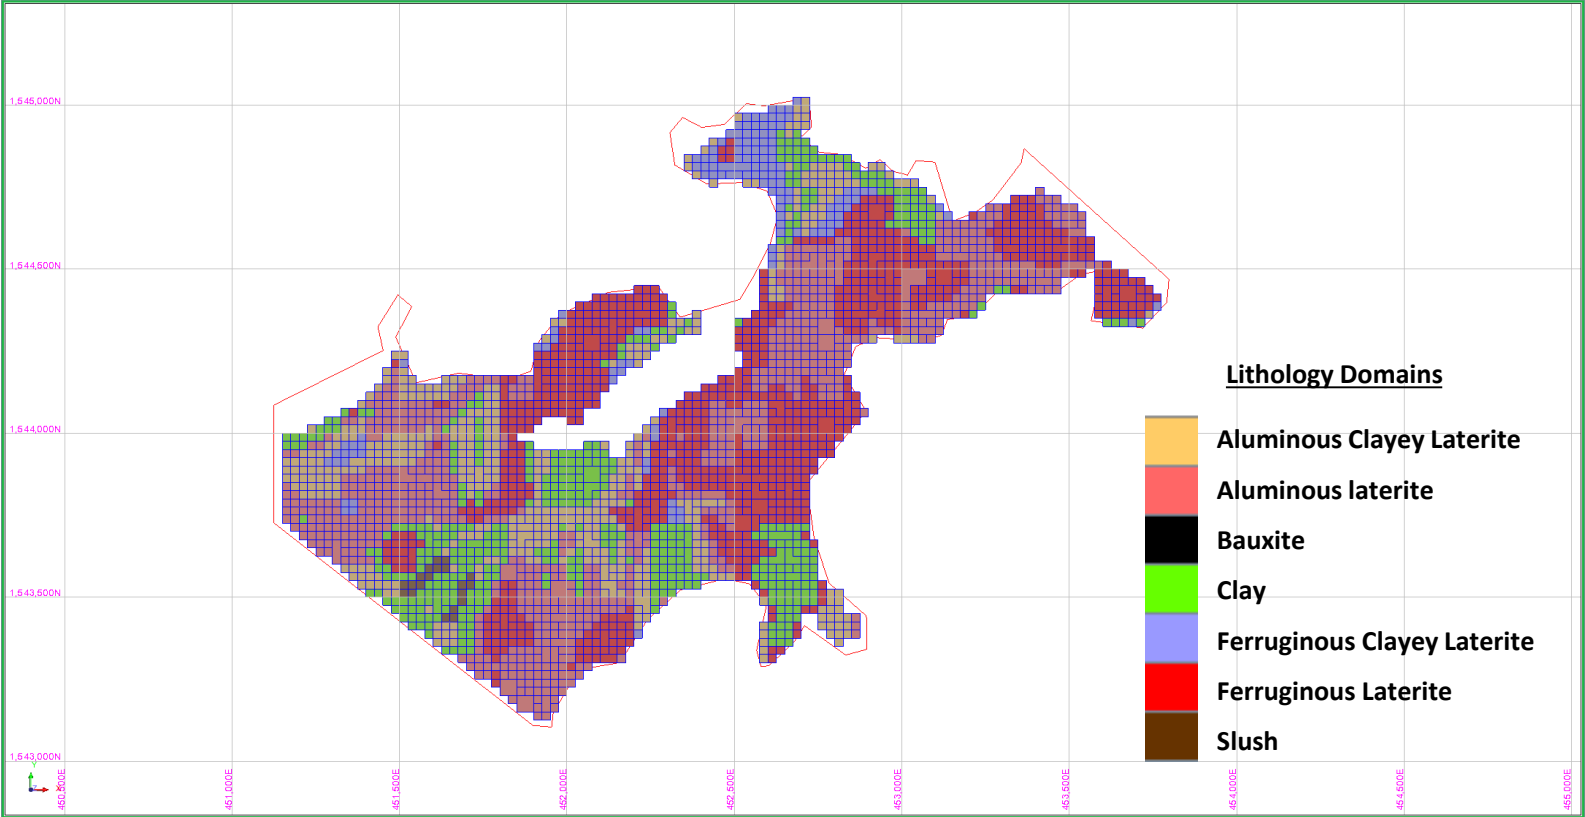 1,545,000N
1,544,500N
1,544,000N
1,543,500N
1,543,000N
Lithology Domains
Aluminous Clayey Laterite
Aluminous laterite
Bauxite
Clay
Ferruginous Clayey Laterite
Ferruginous Laterite
Slush
450,500E
451,000E
451,500E
452,000E
452,500E
453,000E
453,500E
454,000E
454,500E
455,000E